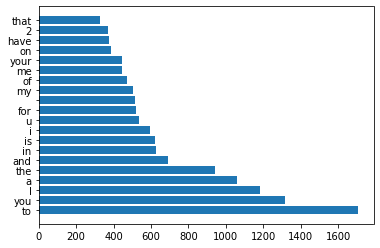 that
2
have
on
your
me
of
my
for
u
i
is
in
and
the
a
I
you
to
0 200 400 600 800 1000 1200 1400 1600